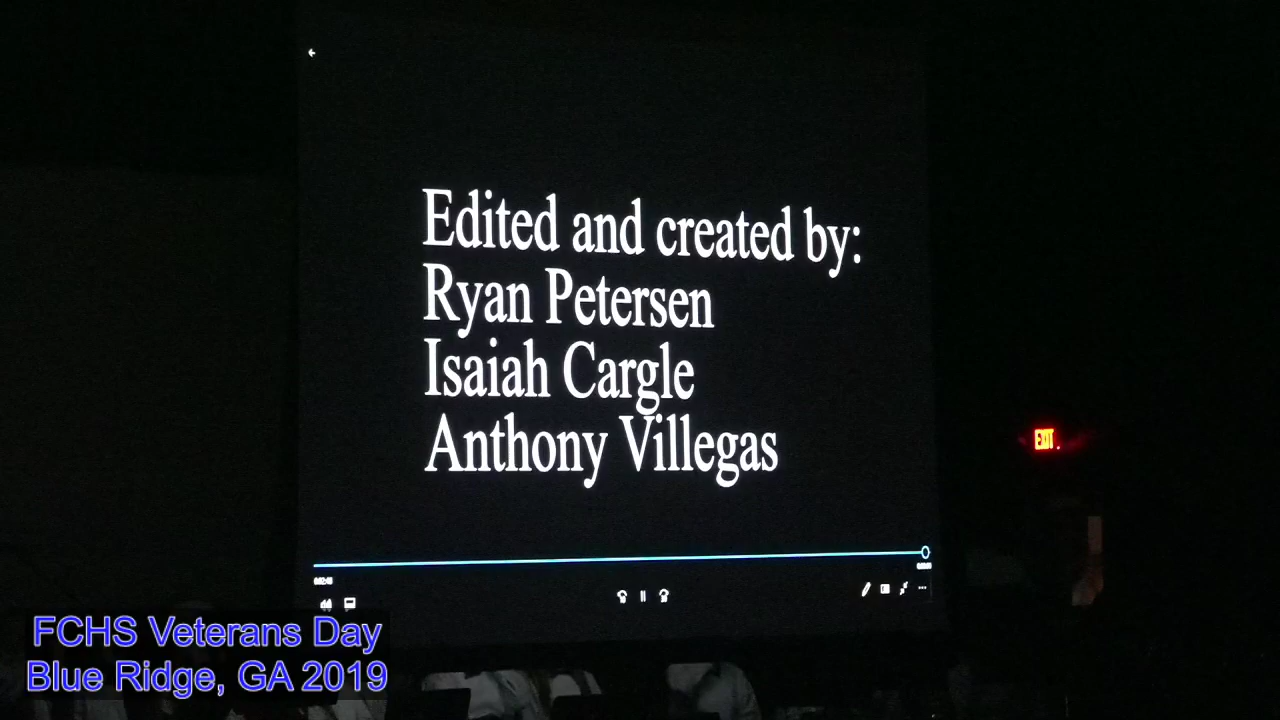 Edited and created by:
Ryan Petersen
Isaiah Cargle
Anthony Villegas
EXIT
FCHS Veterans Day
Blue Ridge, GA 2019